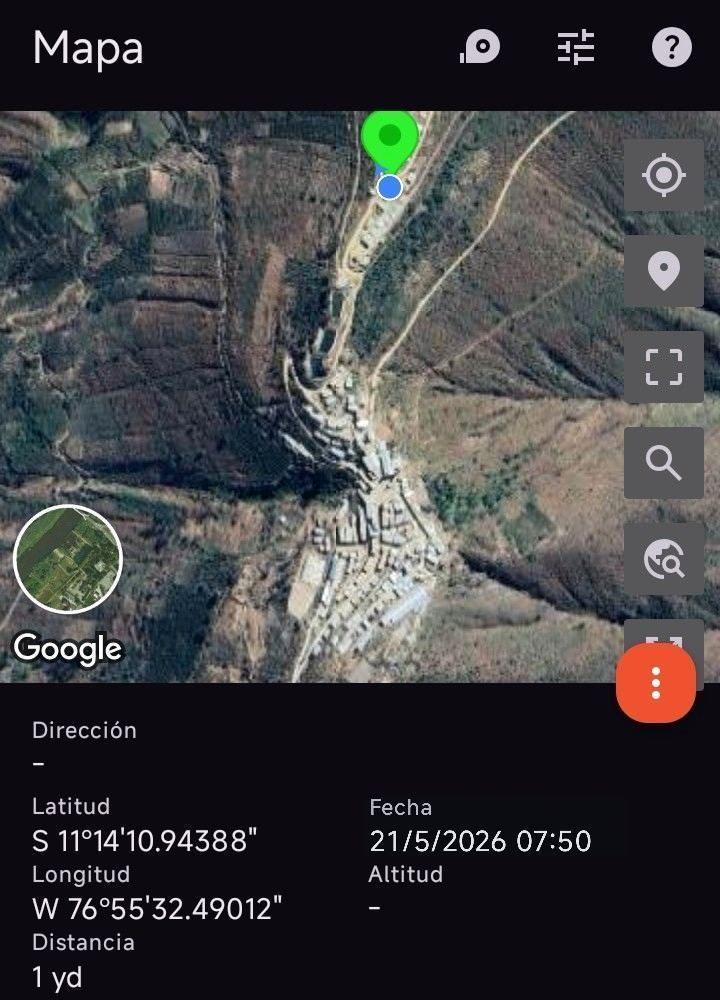 Mapa
Google
Dirección
–
Latitud
S 11°14'10.94388"
Fecha
21/5/2026 07:50
Longitud
W 76°55'32.49012"
Altitud
–
Distancia
1 yd